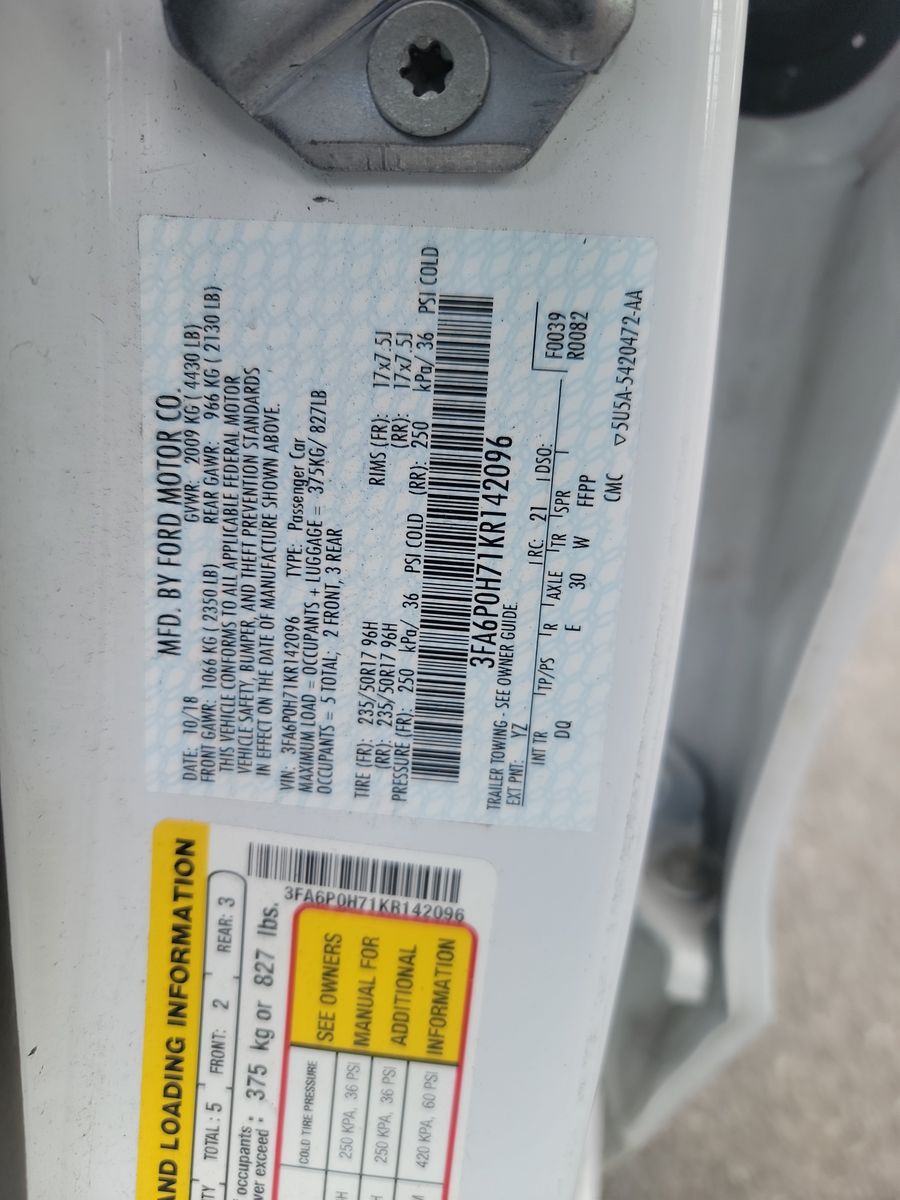 MFD. BY FORD MOTOR CO.
DATE: 10/18 GVWR: 2009 KG ( 4430 LB)
FRONT GAWR: 1066 KG ( 2350 LB) REAR GAWR: 966 KG ( 2130 LB)
THIS VEHICLE CONFORMS TO ALL APPLICABLE FEDERAL MOTOR
VEHICLE SAFETY, BUMPER, AND THEFT PREVENTION STANDARDS
IN EFFECT ON THE DATE OF MANUFACTURE SHOWN ABOVE.
VIN: 3FA6P0H71KR142096 TYPE: Passenger Car
MAXIMUM LOAD = OCCUPANTS + LUGGAGE = 375KG/ 827LB
OCCUPANTS = 5 TOTAL; 2 FRONT, 3 REAR
TIRE (FR): 235/50R17 96H RIMS (FR): 17x7.5J
(RR): 235/50R17 96H (RR): 17x7.5J
PRESSURE (FR): 250 kPa/ 36 PSI COLD (RR): 250 kPa/ 36 PSI COLD
3FA6P0H71KR142096
TRAILER TOWING - SEE OWNER GUIDE.
EXT PNT: YZ RC: 21 DSO: F0039
INT TR TP/PS R AXLE TR SPR R0082
DQ E 30 W FFPP
CMC ▽5U5A-5420472-AA
AND LOADING INFORMATION
TOTAL : 5 FRONT: 2 REAR: 3
occupants
exceed : 375 kg or 827 lbs.
3FA6P0H71KR142096
COLD TIRE PRESSURE
250 KPA, 36 PSI
250 KPA, 36 PSI
420 KPA, 60 PSI
SEE OWNERS
MANUAL FOR
ADDITIONAL
INFORMATION